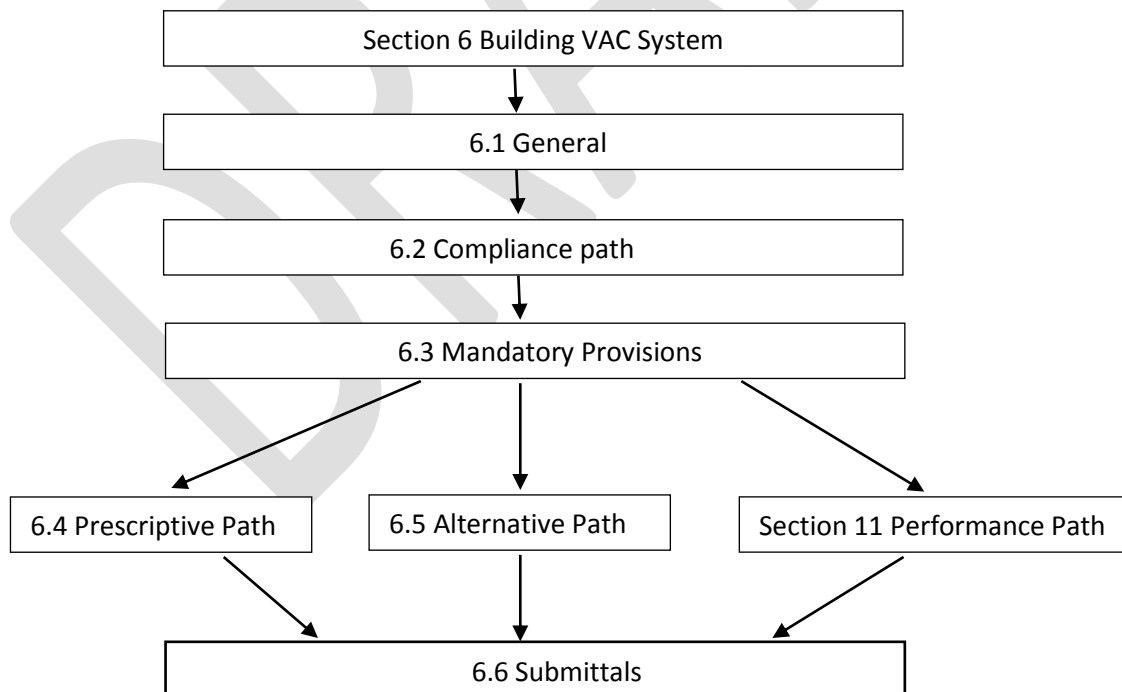 Section 6 Building VAC System
6.1 General
6.2 Compliance path
6.3 Mandatory Provisions
6.4 Prescriptive Path
6.5 Alternative Path
Section 11 Performance Path
6.6 Submittals